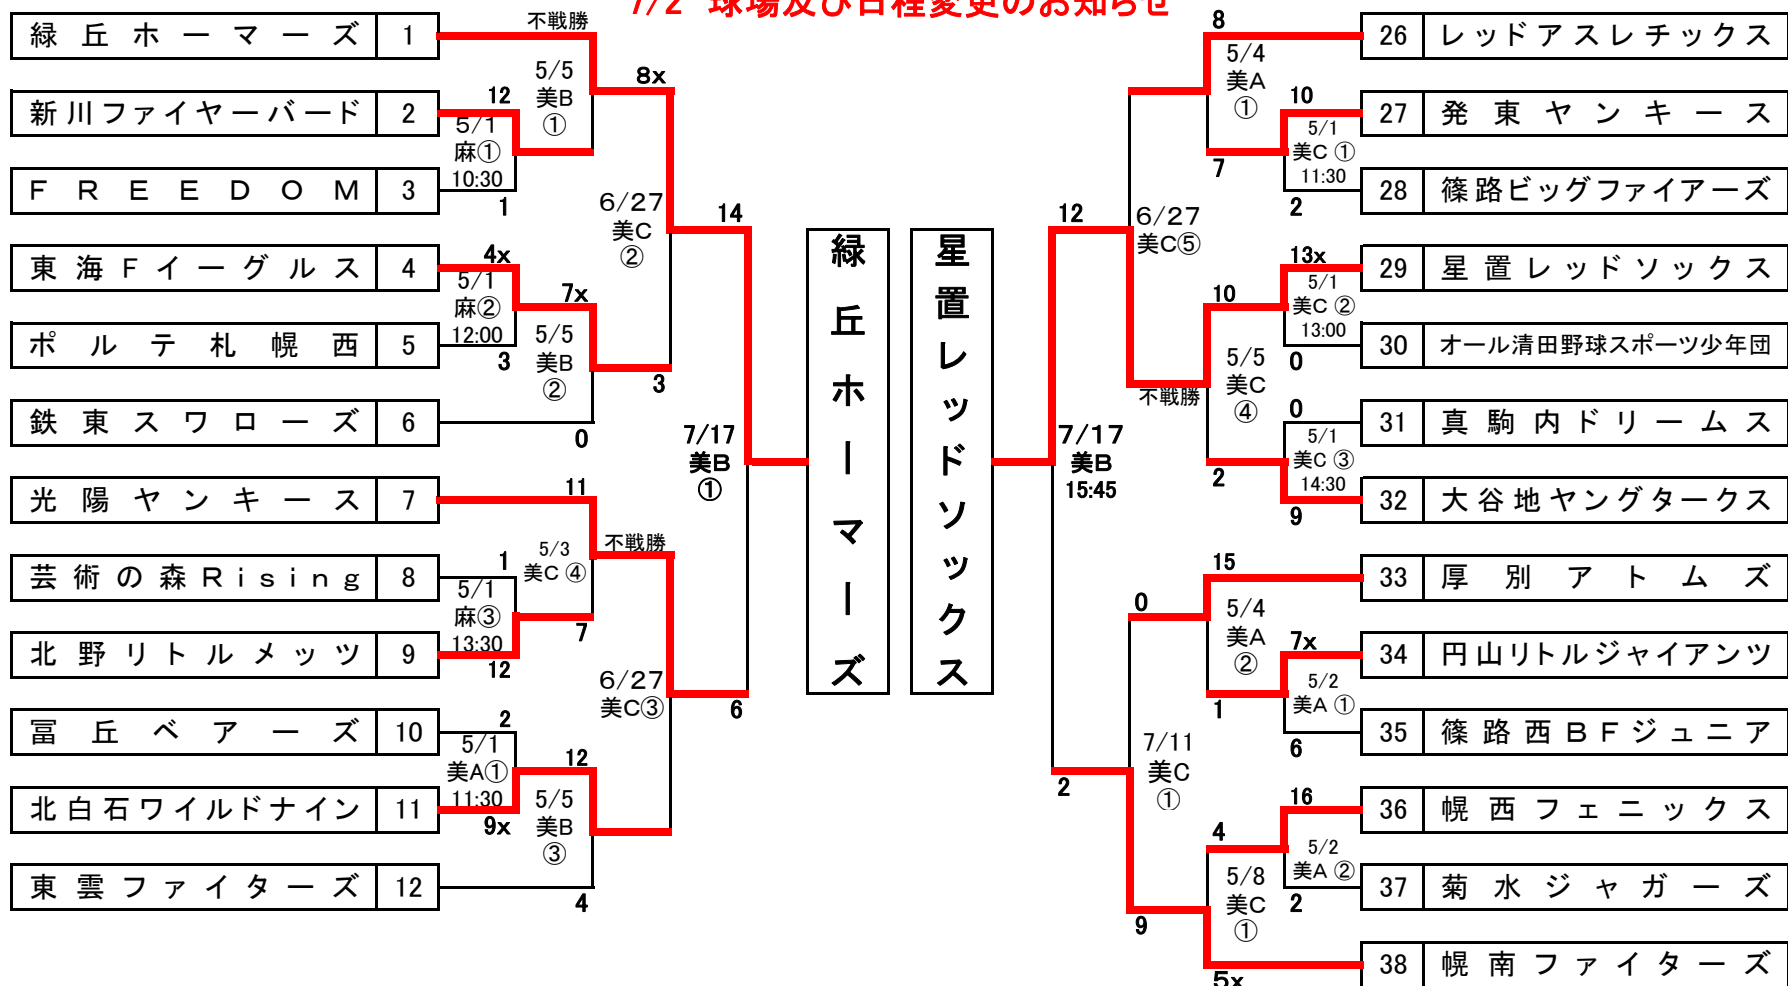 7/2 球場及び日程変更のお知らせ
緑丘ホーマーズ 1
新川ファイヤーバード 2
FREEDOM 3
東海Fイーグルス 4
ポルテ札幌西 5
鉄東スワローズ 6
光陽ヤンキース 7
芸術の森Rising 8
北野リトルメッツ 9
冨丘ベアーズ 10
北白石ワイルドナイン 11
東雲ファイターズ 12
不戦勝
5/5
美B
①
12
5/1
麻①
10:30
1
8x
6/27
美C
②
4x
5/1
麻②
12:00
3
7x
5/5
美B
②
0
3
14
7/17
美B
①
11
5/3
美C ④
1
5/1
麻③
13:30
12
7
不戦勝
6/27
美C③
6
2
5/1
美A①
11:30
9x
12
5/5
美B
③
4
緑丘ホーマーズ
星置レッドソックス
12
7/17
美B
15:45
2
8
5/4
美A
①
7
10
5/1
美C ①
11:30
2
6/27
美C⑤
不戦勝
13x
5/1
美C ②
13:00
0
10
5/5
美C
④
2
0
5/1
美C ③
14:30
9
15
5/4
美A
②
1
7x
5/2
美A ①
6
0
7/11
美C
①
9
16
5/2
美A ②
2
4
5/8
美C
①
5x
26 レッドアスレチックス
27 発東ヤンキース
28 篠路ビッグファイアーズ
29 星置レッドソックス
30 オール清田野球スポーツ少年団
31 真駒内ドリームス
32 大谷地ヤングタークス
33 厚別アトムズ
34 円山リトルジャイアンツ
35 篠路西BFジュニア
36 幌西フェニックス
37 菊水ジャガーズ
38 幌南ファイターズ